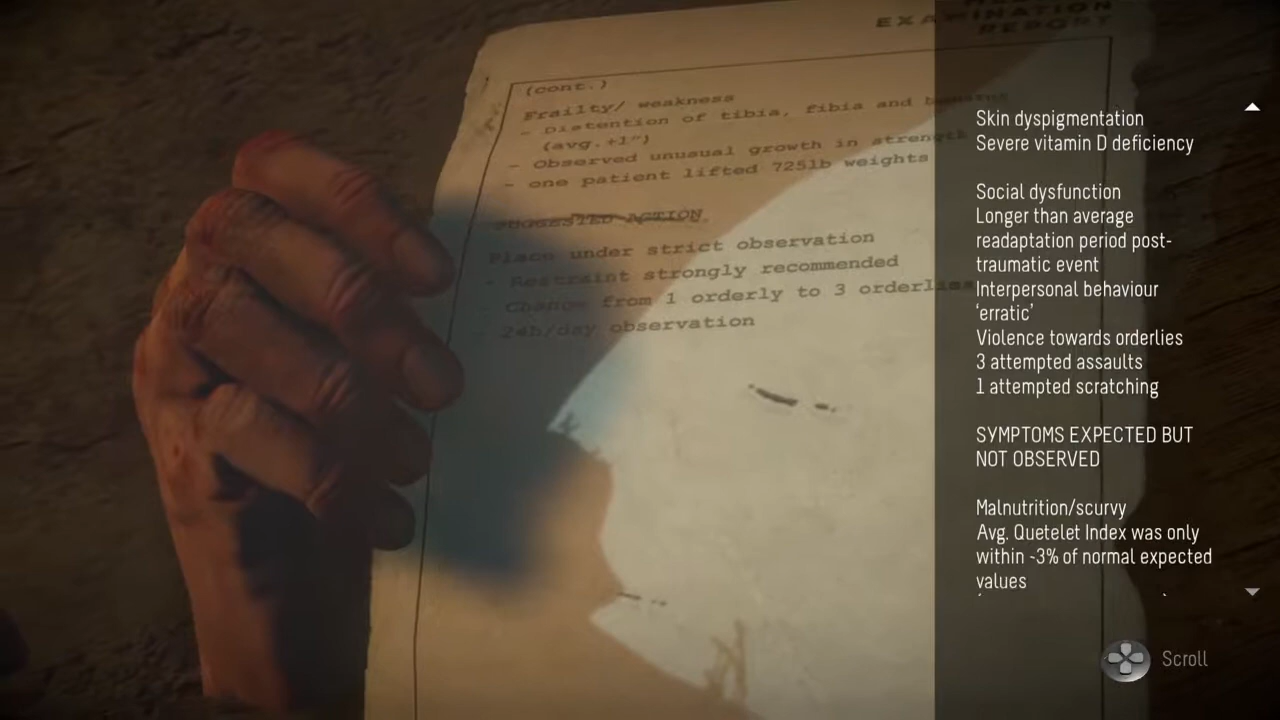 EXAMINATION
REPORT
(cont.)
Frailty/ weakness
- Distention of tibia, fibia and
(avg.+1")
- Observed unusual growth in strength
- one patient lifted 725lb weights
SUGGESTED ACTION
Place under strict observation
- Restraint strongly recommended
- Change from 1 orderly to 3 orderlies
- 24h/day observation
Skin dyspigmentation
Severe vitamin D deficiency
Social dysfunction
Longer than average
readaptation period post-
traumatic event
Interpersonal behaviour
‘erratic’
Violence towards orderlies
3 attempted assaults
1 attempted scratching
SYMPTOMS EXPECTED BUT
NOT OBSERVED
Malnutrition/scurvy
Avg. Quetelet Index was only
within ~3% of normal expected
values
Scroll